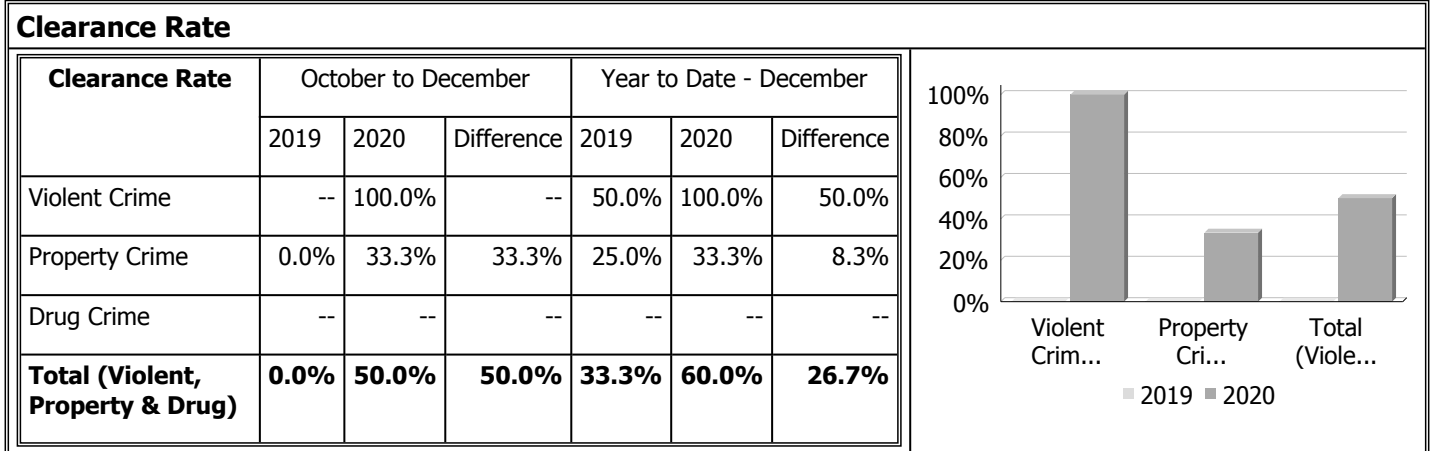 Clearance Rate
Clearance Rate October to December Year to Date - December
2019 2020 Difference 2019 2020 Difference
Violent Crime -- 100.0% -- 50.0% 100.0% 50.0%
Property Crime 0.0% 33.3% 33.3% 25.0% 33.3% 8.3%
Drug Crime -- -- -- -- -- --
Total (Violent, 0.0% 50.0% 50.0% 33.3% 60.0% 26.7%
Property & Drug)
100%
80%
60%
40%
20%
0%
Violent Property Total
Crim... Cri... (Viole...
2019 2020